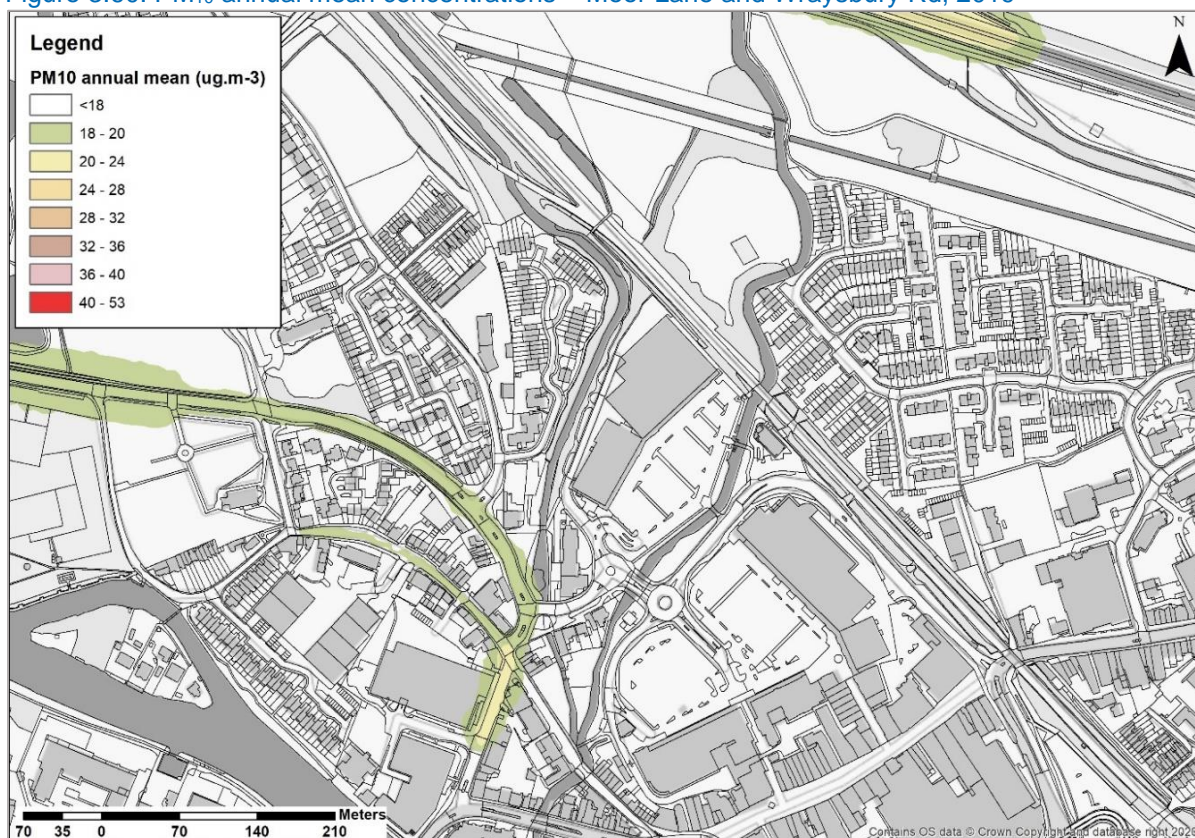 Legend
PM10 annual mean (ug.m-3)
<18
18 - 20
20 - 24
24 - 28
28 - 32
32 - 36
36 - 40
40 - 53
N
Meters
70 35 0 70 140 210
Contains OS data © Crown Copyright and database right